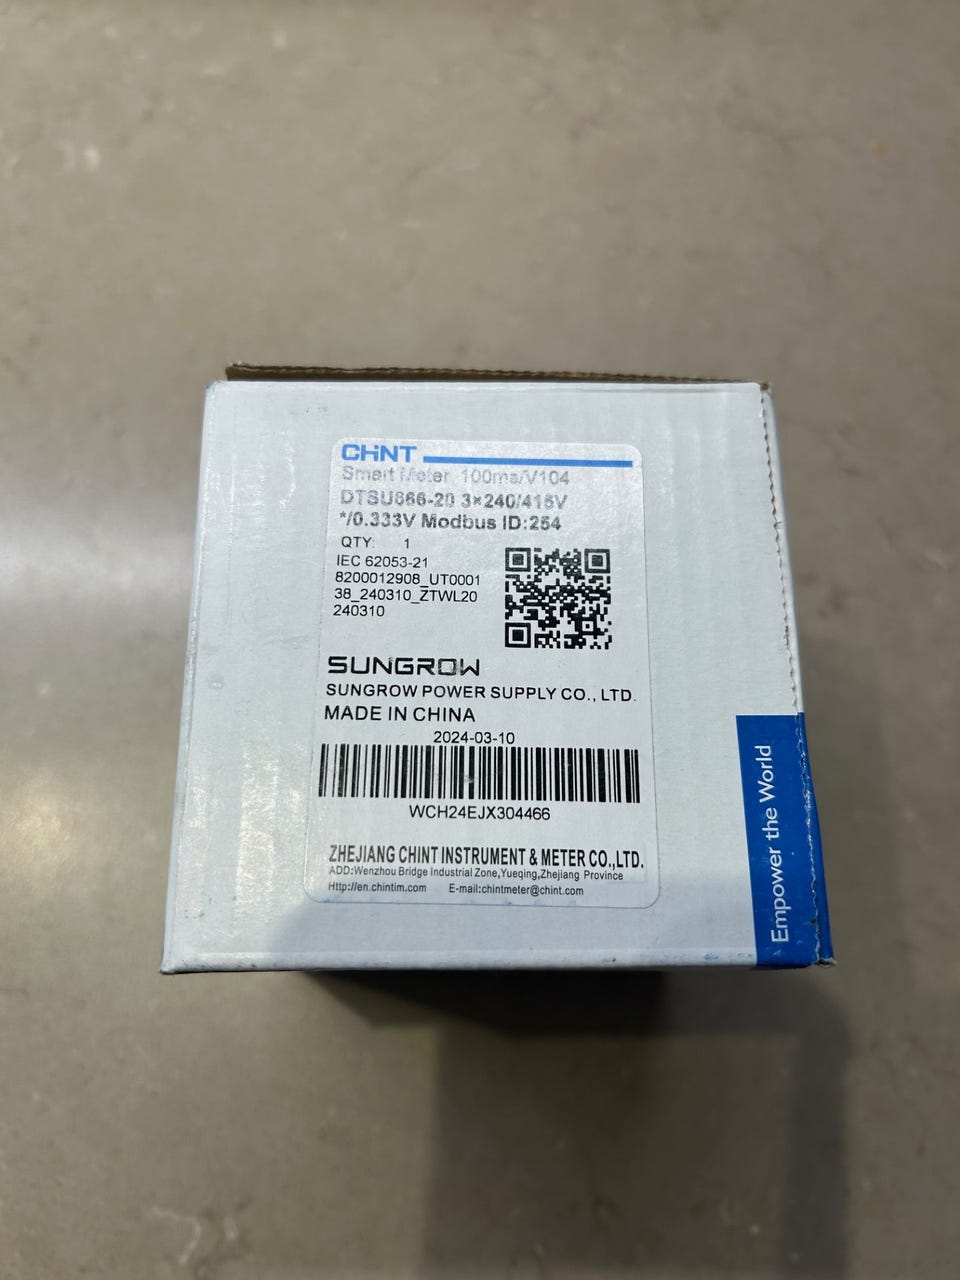 CHNT
Smart Meter 100ms/V104
DTSU666-20 3×240/415V
*/0.333V Modbus ID:254
QTY: 1
IEC 62053-21
8200012908_UT0001
38_240310_ZTWL20
240310
SUNGROW
SUNGROW POWER SUPPLY CO., LTD.
MADE IN CHINA
2024-03-10
WCH24EJX304466
ZHEJIANG CHINT INSTRUMENT & METER CO.,LTD.
ADD:Wenzhou Bridge Industrial Zone,Yueqing,Zhejiang Province
Http://en.chintim.com E-mail:chintmeter@chint.com
Empower the World